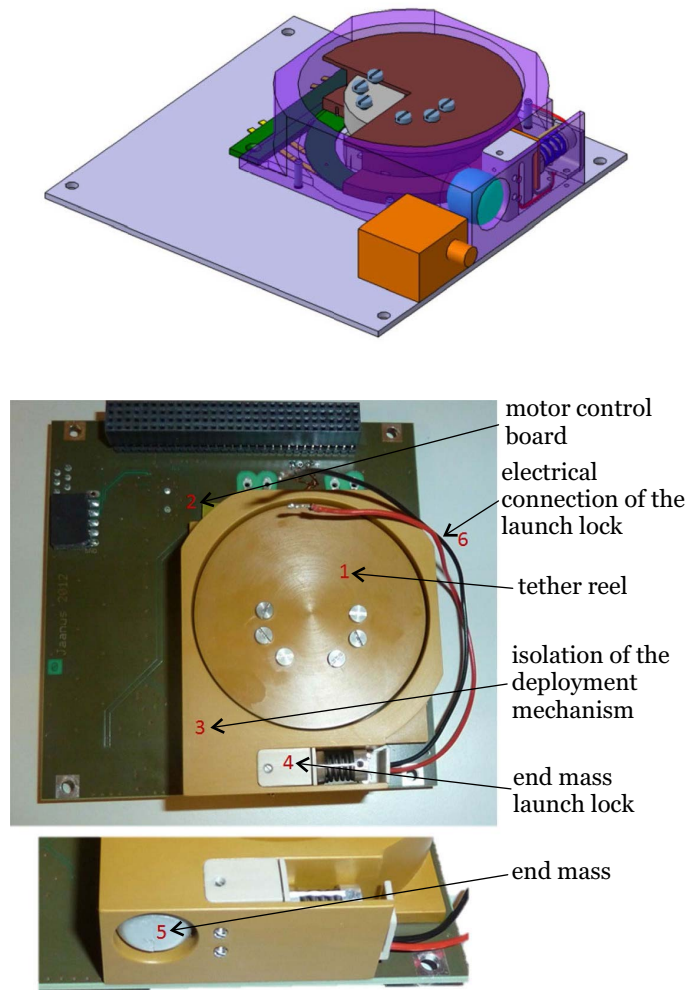 motor control
board
electrical
connection of the
launch lock
2
6
1
tether reel
Jaanus 2012
isolation of the
deployment
mechanism
3
4
end mass
launch lock
end mass
5